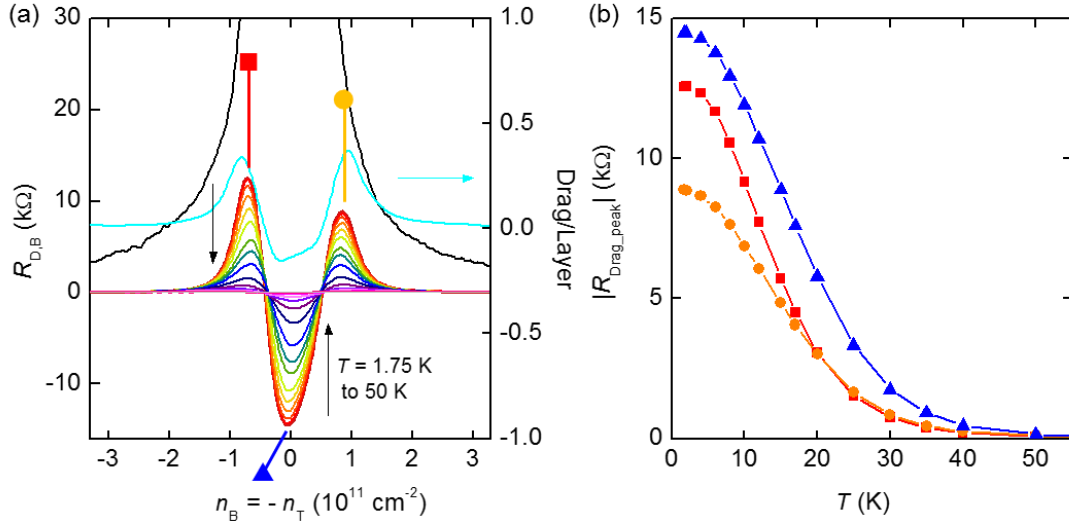 (a)
30
20
10
0
-10
R_D,B (kΩ)
1.0
0.5
0.0
-0.5
-1.0
Drag/Layer
T = 1.75 K
to 50 K
-3 -2 -1 0 1 2 3
n_B = - n_T (10^11 cm^-2)
(b)
15
10
5
0
|R_Drag_peak| (kΩ)
0 10 20 30 40 50
T (K)